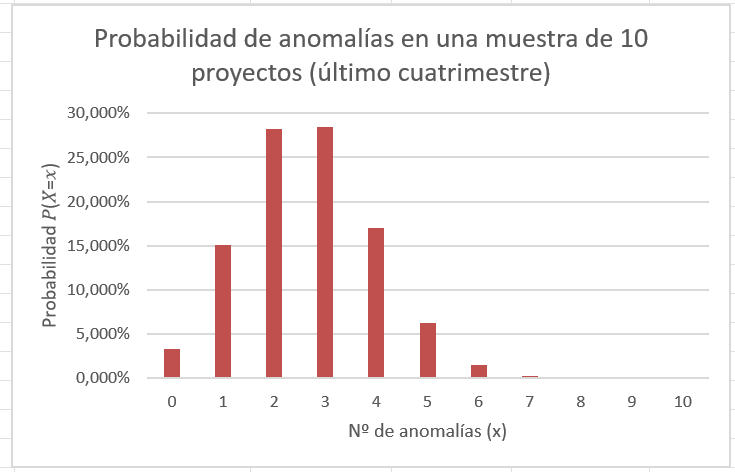 Probabilidad de anomalías en una muestra de 10
proyectos (último cuatrimestre)
30,000%
25,000%
20,000%
15,000%
10,000%
5,000%
0,000%
Probabilidad P(X=x)
0 1 2 3 4 5 6 7 8 9 10
Nº de anomalías (x)